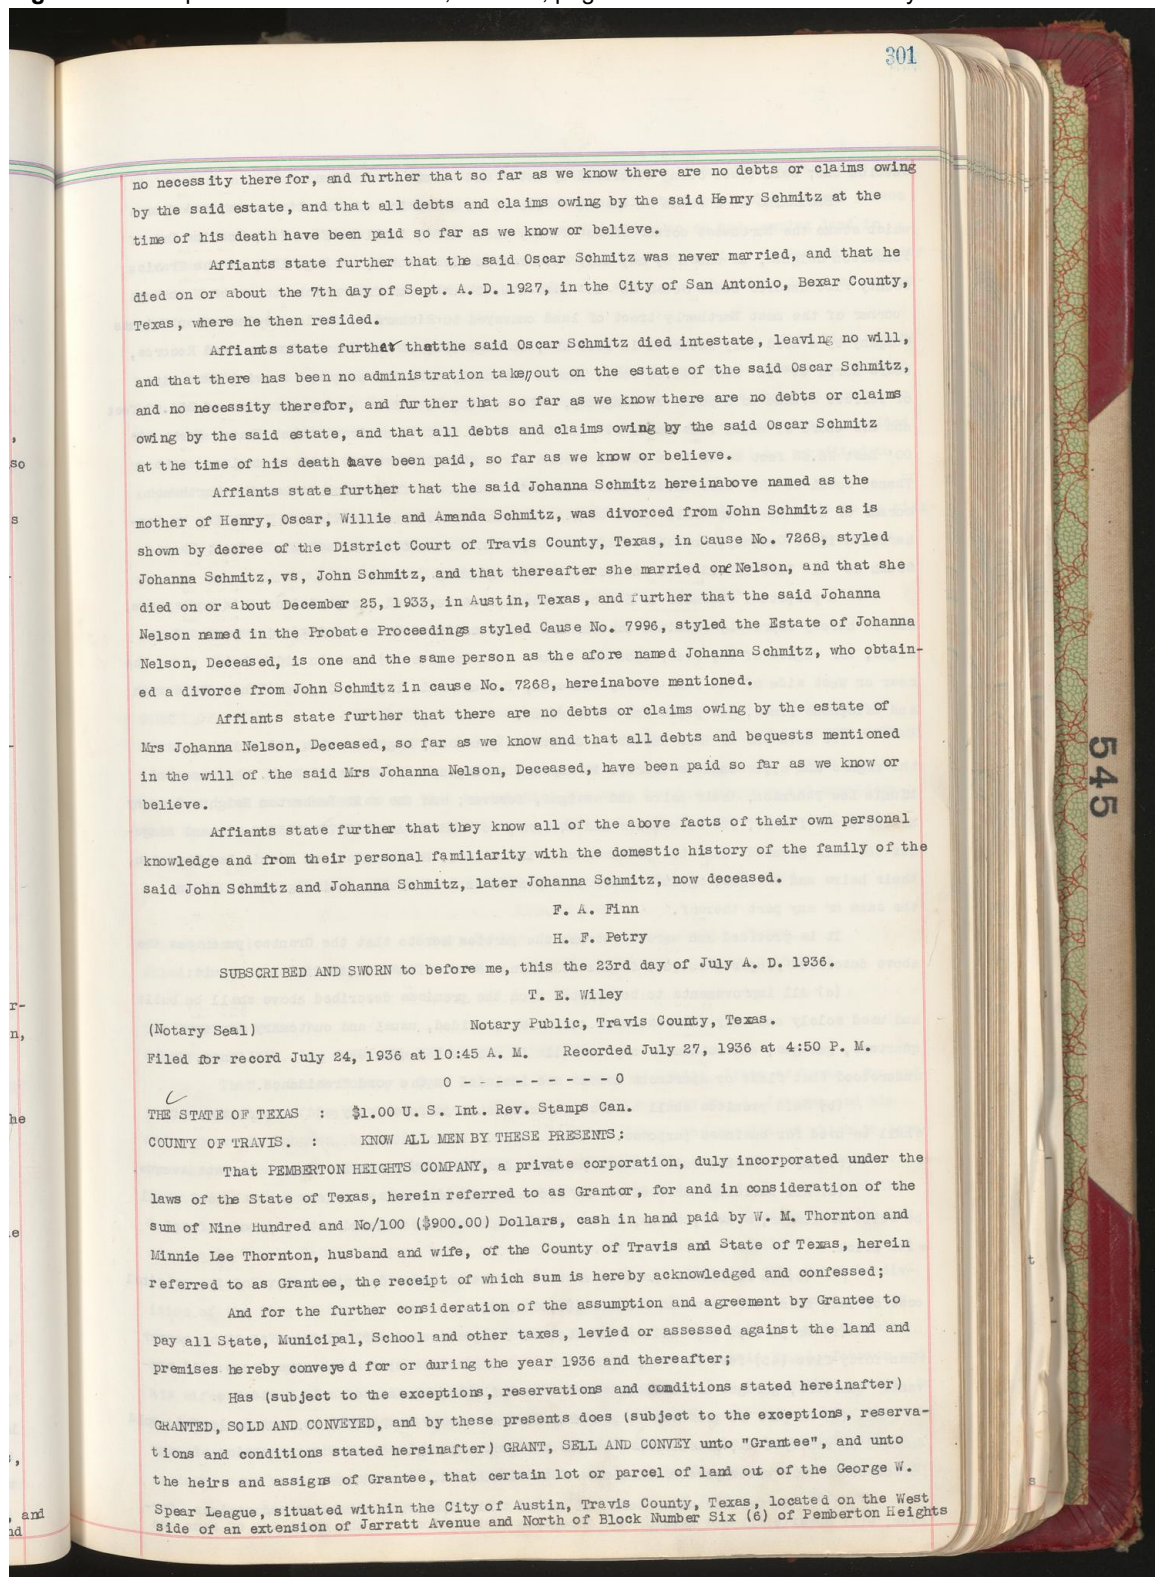 301
no necessity therefor, and further that so far as we know there are no debts or claims owing
by the said estate, and that all debts and claims owing by the said Henry Schmitz at the
time of his death have been paid so far as we know or believe.
Affiants state further that the said Oscar Schmitz was never married, and that he
died on or about the 7th day of Sept. A. D. 1927, in the City of San Antonio, Bexar County,
Texas, where he then resided.
Affiants state further thatthe said Oscar Schmitz died intestate, leaving no will,
and that there has been no administration taken out on the estate of the said Oscar Schmitz,
and no necessity therefor, and further that so far as we know there are no debts or claims
owing by the said estate, and that all debts and claims owing by the said Oscar Schmitz
at the time of his death have been paid, so far as we know or believe.
Affiants state further that the said Johanna Schmitz hereinabove named as the
mother of Henry, Oscar, Willie and Amanda Schmitz, was divorced from John Schmitz as is
shown by decree of the District Court of Travis County, Texas, in Cause No. 7268, styled
Johanna Schmitz, vs, John Schmitz, and that thereafter she married one Nelson, and that she
died on or about December 25, 1933, in Austin, Texas, and further that the said Johanna
Nelson named in the Probate Proceedings styled Cause No. 7996, styled the Estate of Johanna
Nelson, Deceased, is one and the same person as the afore named Johanna Schmitz, who obtain-
ed a divorce from John Schmitz in cause No. 7268, hereinabove mentioned.
Affiants state further that there are no debts or claims owing by the estate of
Mrs Johanna Nelson, Deceased, so far as we know and that all debts and bequests mentioned
in the will of the said Mrs Johanna Nelson, Deceased, have been paid so far as we know or
believe.
Affiants state further that they know all of the above facts of their own personal
knowledge and from their personal familiarity with the domestic history of the family of the
said John Schmitz and Johanna Schmitz, later Johanna Schmitz, now deceased.
F. A. Finn
H. F. Petry
SUBSCRIBED AND SWORN to before me, this the 23rd day of July A. D. 1936.
T. E. Wiley
(Notary Seal) Notary Public, Travis County, Texas.
Filed for record July 24, 1936 at 10:45 A. M. Recorded July 27, 1936 at 4:50 P. M.
0 - - - - - - - - - 0
THE STATE OF TEXAS : $1.00 U. S. Int. Rev. Stamps Can.
COUNTY OF TRAVIS. : KNOW ALL MEN BY THESE PRESENTS:
That PEMBERTON HEIGHTS COMPANY, a private corporation, duly incorporated under the
laws of the State of Texas, herein referred to as Grantor, for and in consideration of the
sum of Nine Hundred and No/100 ($900.00) Dollars, cash in hand paid by W. M. Thornton and
Minnie Lee Thornton, husband and wife, of the County of Travis and State of Texas, herein
referred to as Grantee, the receipt of which sum is hereby acknowledged and confessed;
And for the further consideration of the assumption and agreement by Grantee to
pay all State, Municipal, School and other taxes, levied or assessed against the land and
premises hereby conveyed for or during the year 1936 and thereafter;
Has (subject to the exceptions, reservations and conditions stated hereinafter)
GRANTED, SOLD AND CONVEYED, and by these presents does (subject to the exceptions, reserva-
tions and conditions stated hereinafter) GRANT, SELL AND CONVEY unto "Grantee", and unto
the heirs and assigns of Grantee, that certain lot or parcel of land out of the George W.
Spear League, situated within the City of Austin, Travis County, Texas, located on the West
side of an extension of Jarratt Avenue and North of Block Number Six (6) of Pemberton Heights
545